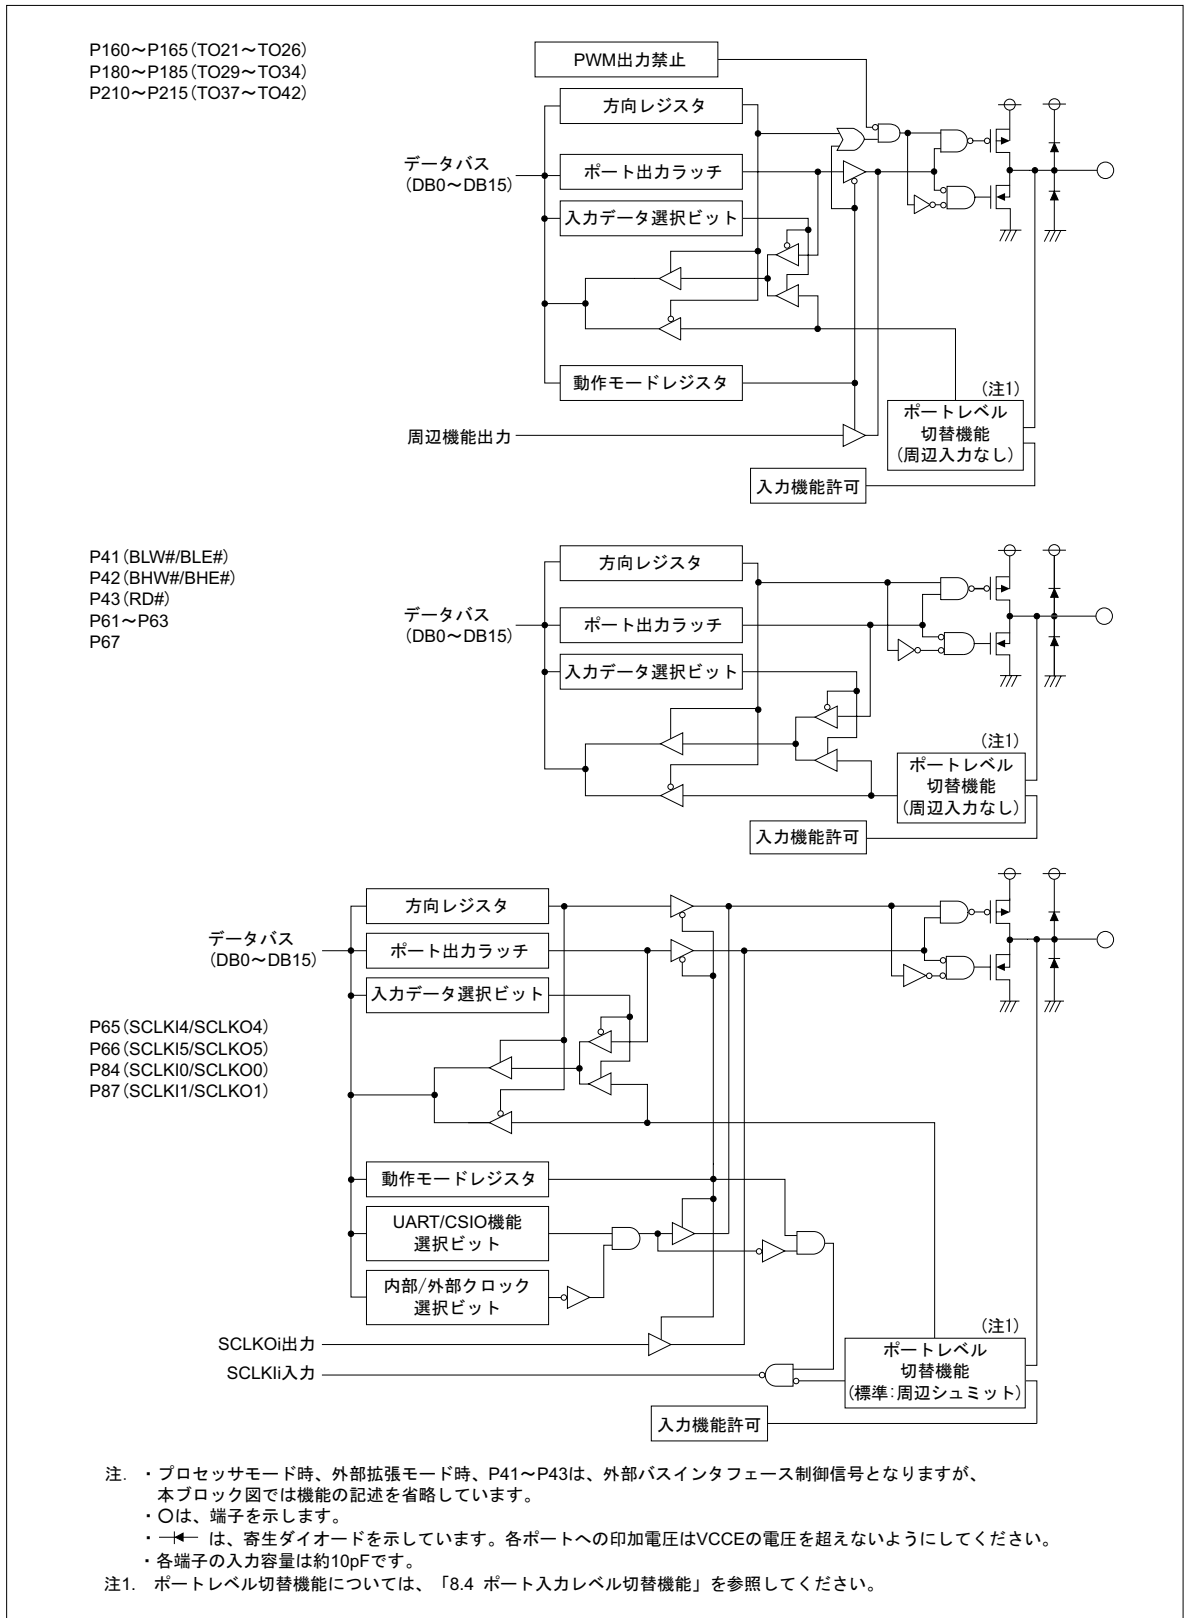 P160～P165(TO21～TO26)
P180～P185(TO29～TO34)
P210～P215(TO37～TO42)
PWM出力禁止
方向レジスタ
データバス
(DB0～DB15)
ポート出力ラッチ
入力データ選択ビット
動作モードレジスタ
周辺機能出力
(注1)
ポートレベル
切替機能
(周辺入力なし)
入力機能許可
P41(BLW#/BLE#)
P42(BHW#/BHE#)
P43(RD#)
P61～P63
P67
方向レジスタ
データバス
(DB0～DB15)
ポート出力ラッチ
入力データ選択ビット
(注1)
ポートレベル
切替機能
(周辺入力なし)
入力機能許可
方向レジスタ
データバス
(DB0～DB15)
ポート出力ラッチ
入力データ選択ビット
P65(SCLKI4/SCLKO4)
P66(SCLKI5/SCLKO5)
P84(SCLKI0/SCLKO0)
P87(SCLKI1/SCLKO1)
動作モードレジスタ
UART/CSIO機能
選択ビット
内部/外部クロック
選択ビット
SCLKOi出力
SCLKIi入力
(注1)
ポートレベル
切替機能
(標準:周辺シュミット)
入力機能許可
注. ・プロセッサモード時、外部拡張モード時、P41～P43は、外部バスインタフェース制御信号となりますが、
本ブロック図では機能の記述を省略しています。
・○は、端子を示します。
・ は、寄生ダイオードを示しています。各ポートへの印加電圧はVCCEの電圧を超えないようにしてください。
・各端子の入力容量は約10pFです。
注1. ポートレベル切替機能については、「8.4 ポート入力レベル切替機能」を参照してください。